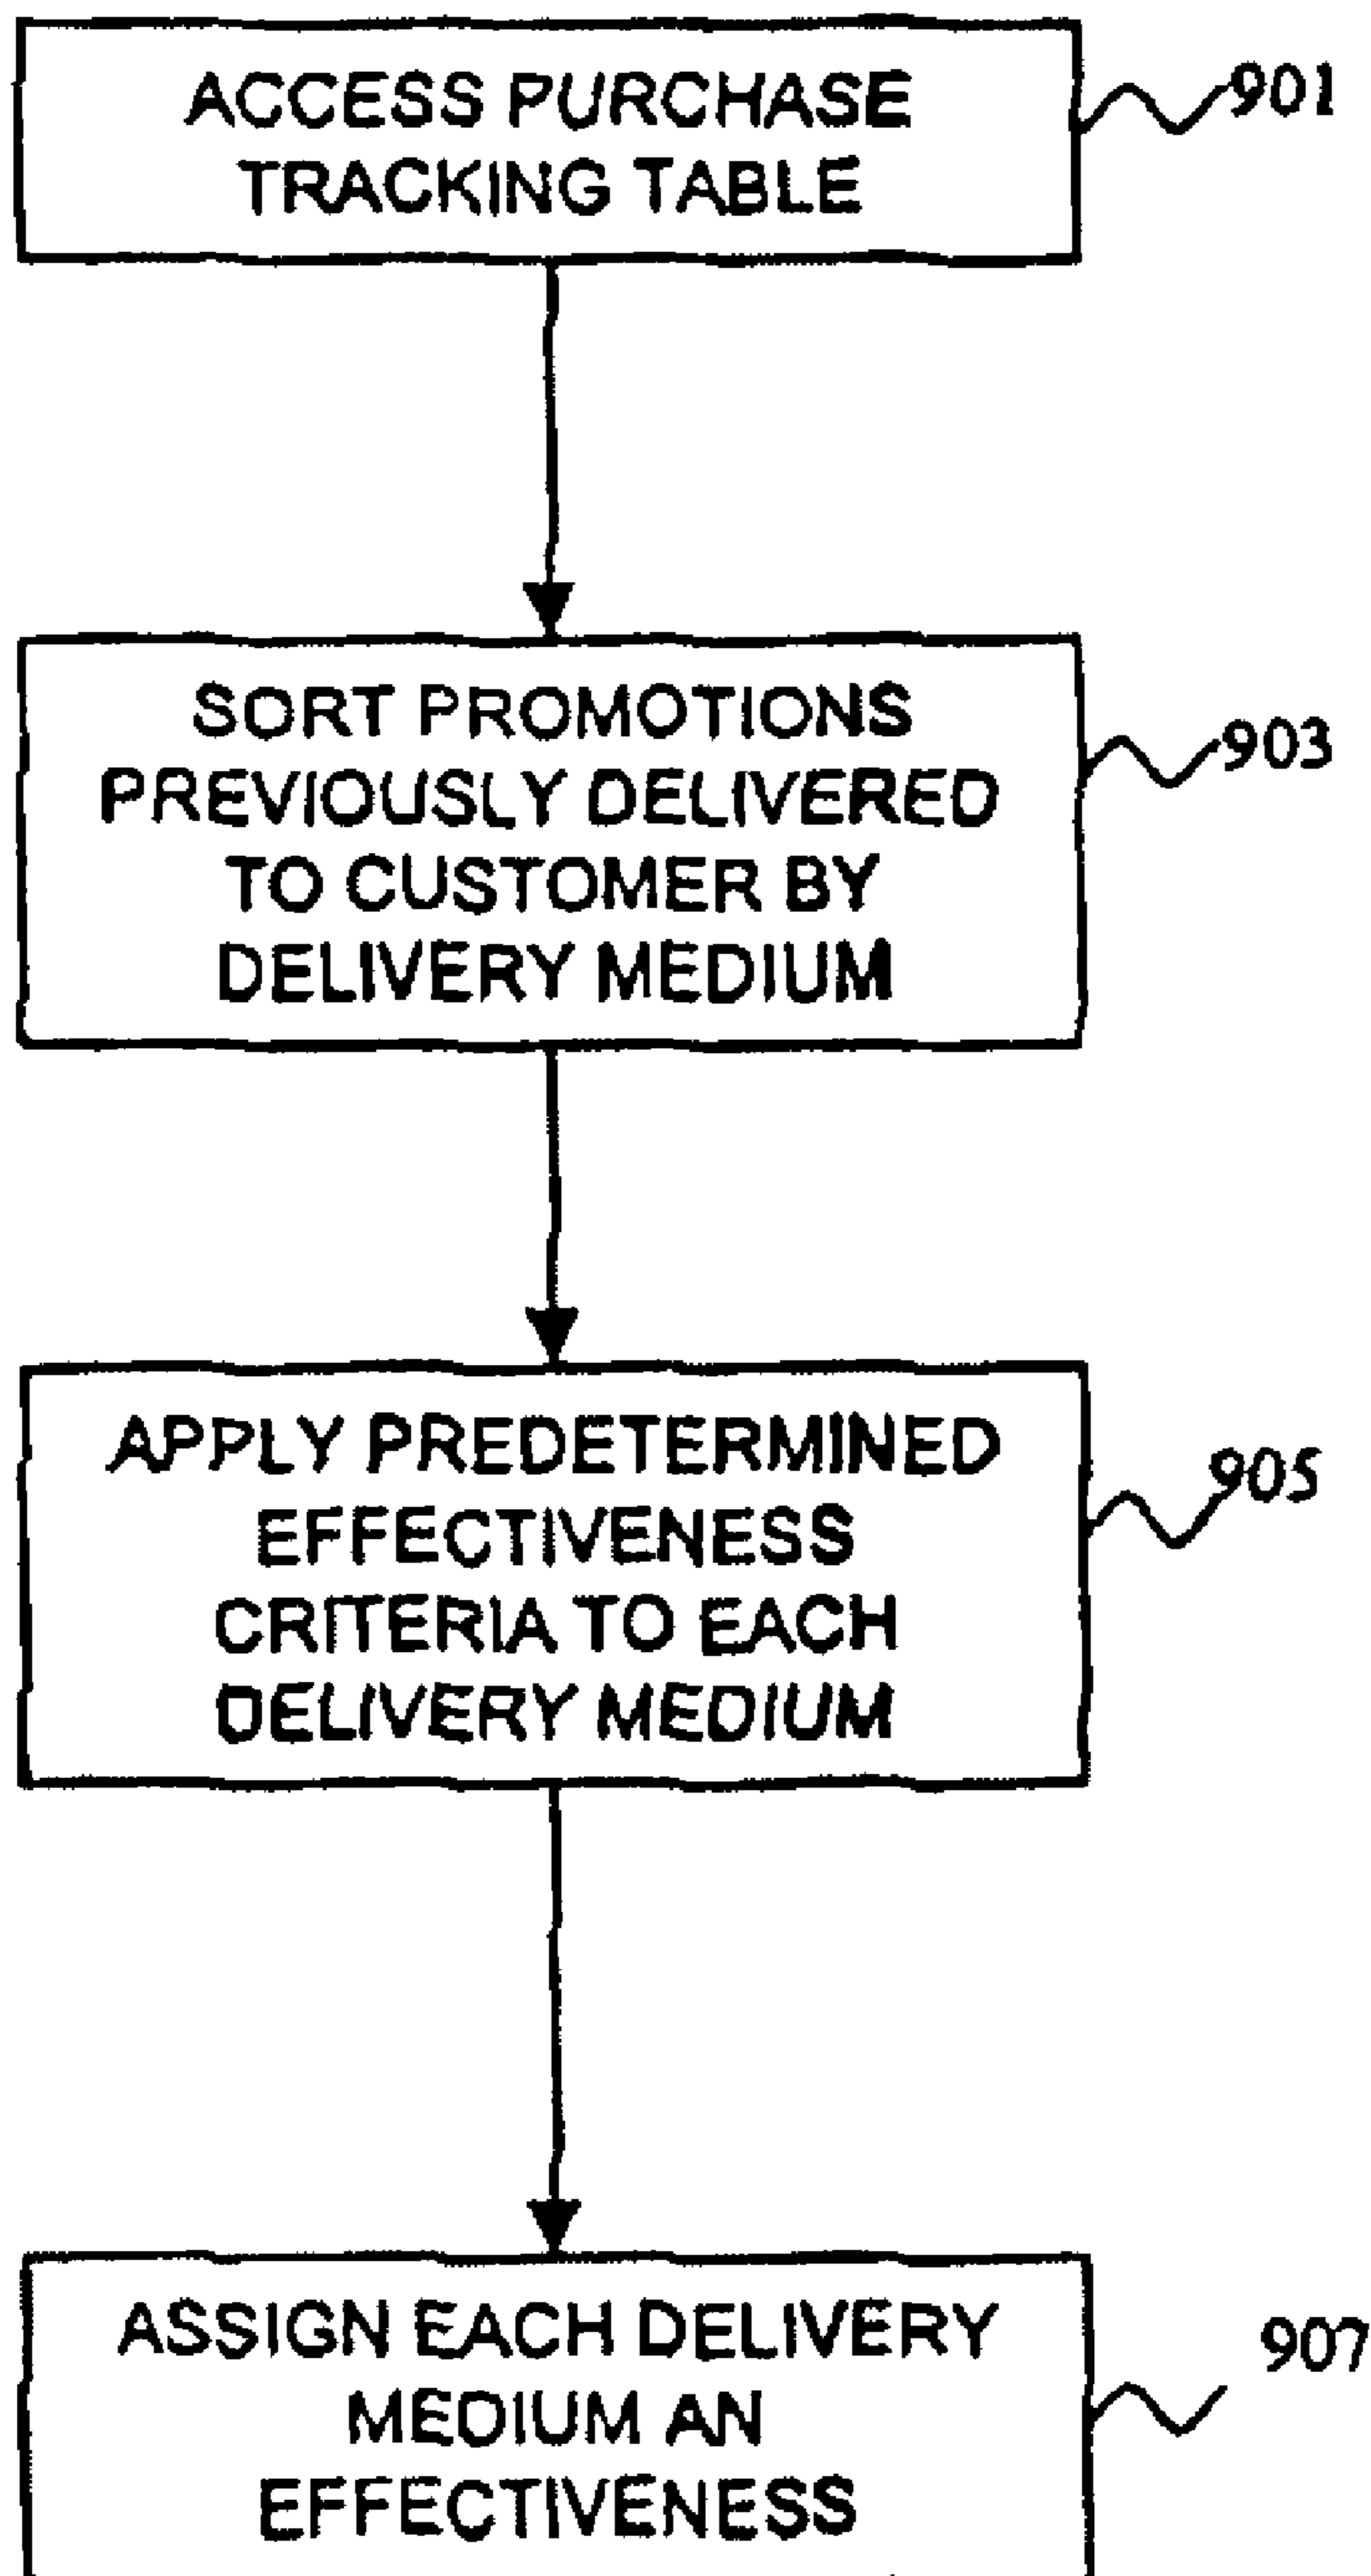 ACCESS PURCHASE
TRACKING TABLE
901
SORT PROMOTIONS
PREVIOUSLY DELIVERED
TO CUSTOMER BY
DELIVERY MEDIUM
903
APPLY PREDETERMINED
EFFECTIVENESS
CRITERIA TO EACH
DELIVERY MEDIUM
905
ASSIGN EACH DELIVERY
MEDIUM AN
EFFECTIVENESS
907